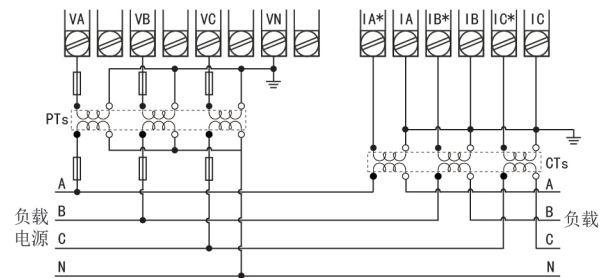 VA VB VC VN IA* IA IB* IB IC* IC
PTs
CTs
A A
负载 B B 负载
电源 C C
N N